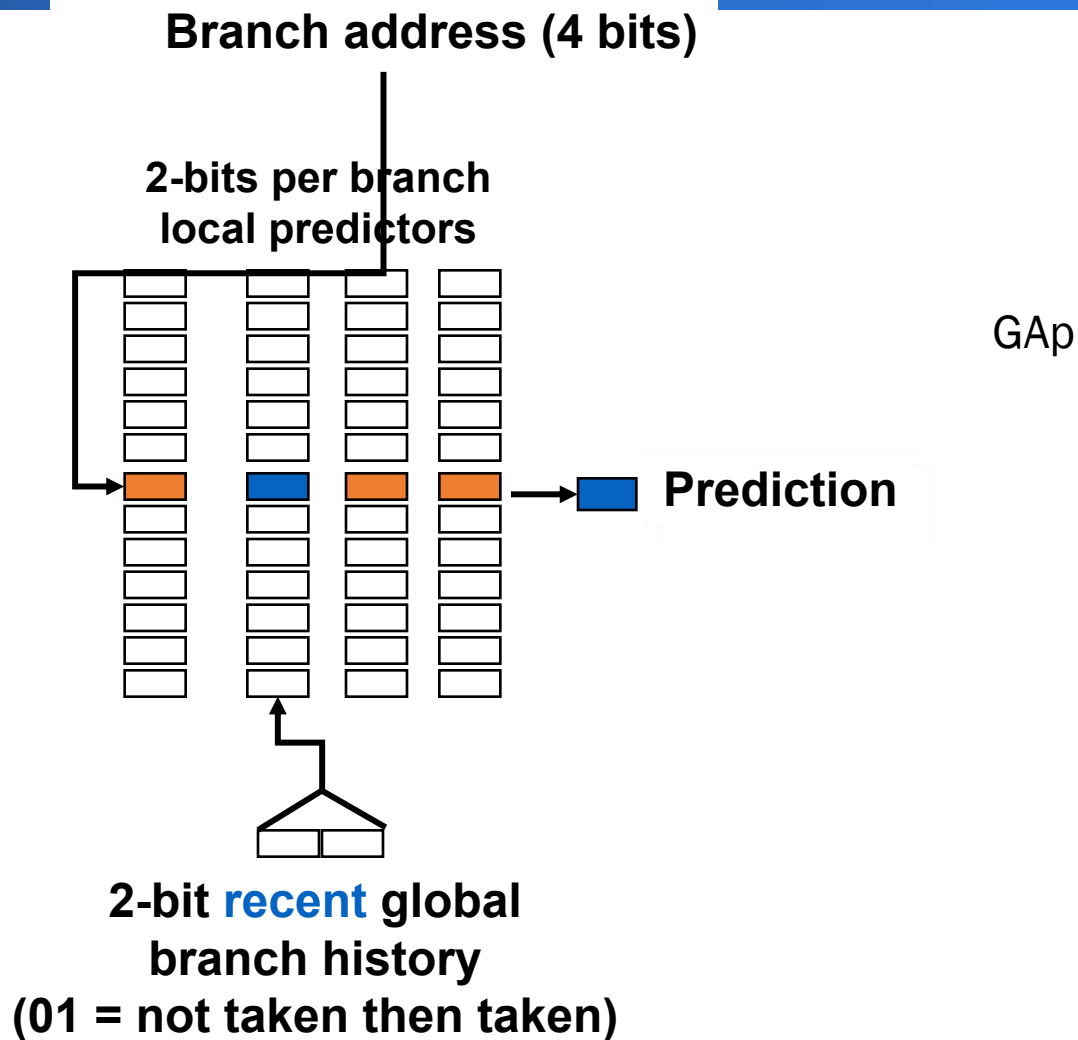 Branch address (4 bits)
2-bits per branch
local predictors
GAp
Prediction
2-bit recent global
branch history
(01 = not taken then taken)